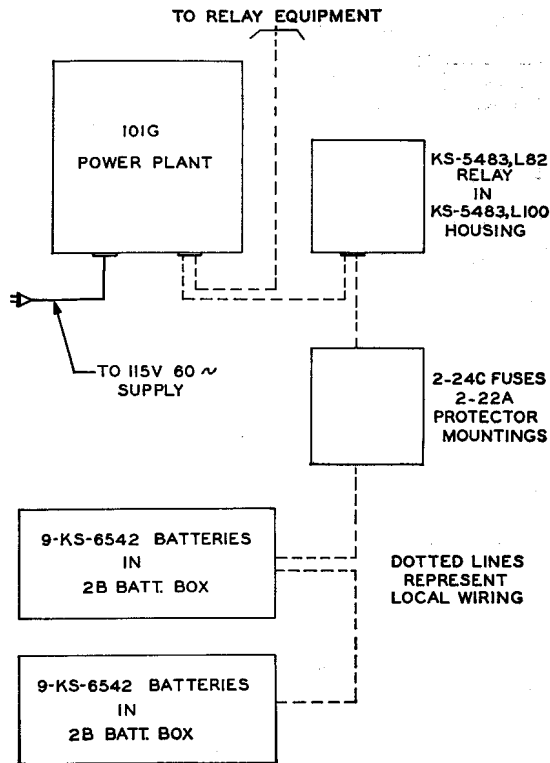 TO RELAY EQUIPMENT
101G
POWER PLANT
KS-5483,L82
RELAY
IN
KS-5483,L100
HOUSING
TO 115V 60 ~
SUPPLY
2-24C FUSES
2-22A
PROTECTOR
MOUNTINGS
9-KS-6542 BATTERIES
IN
2B BATT. BOX
DOTTED LINES
REPRESENT
LOCAL WIRING
9-KS-6542 BATTERIES
IN
2B BATT. BOX